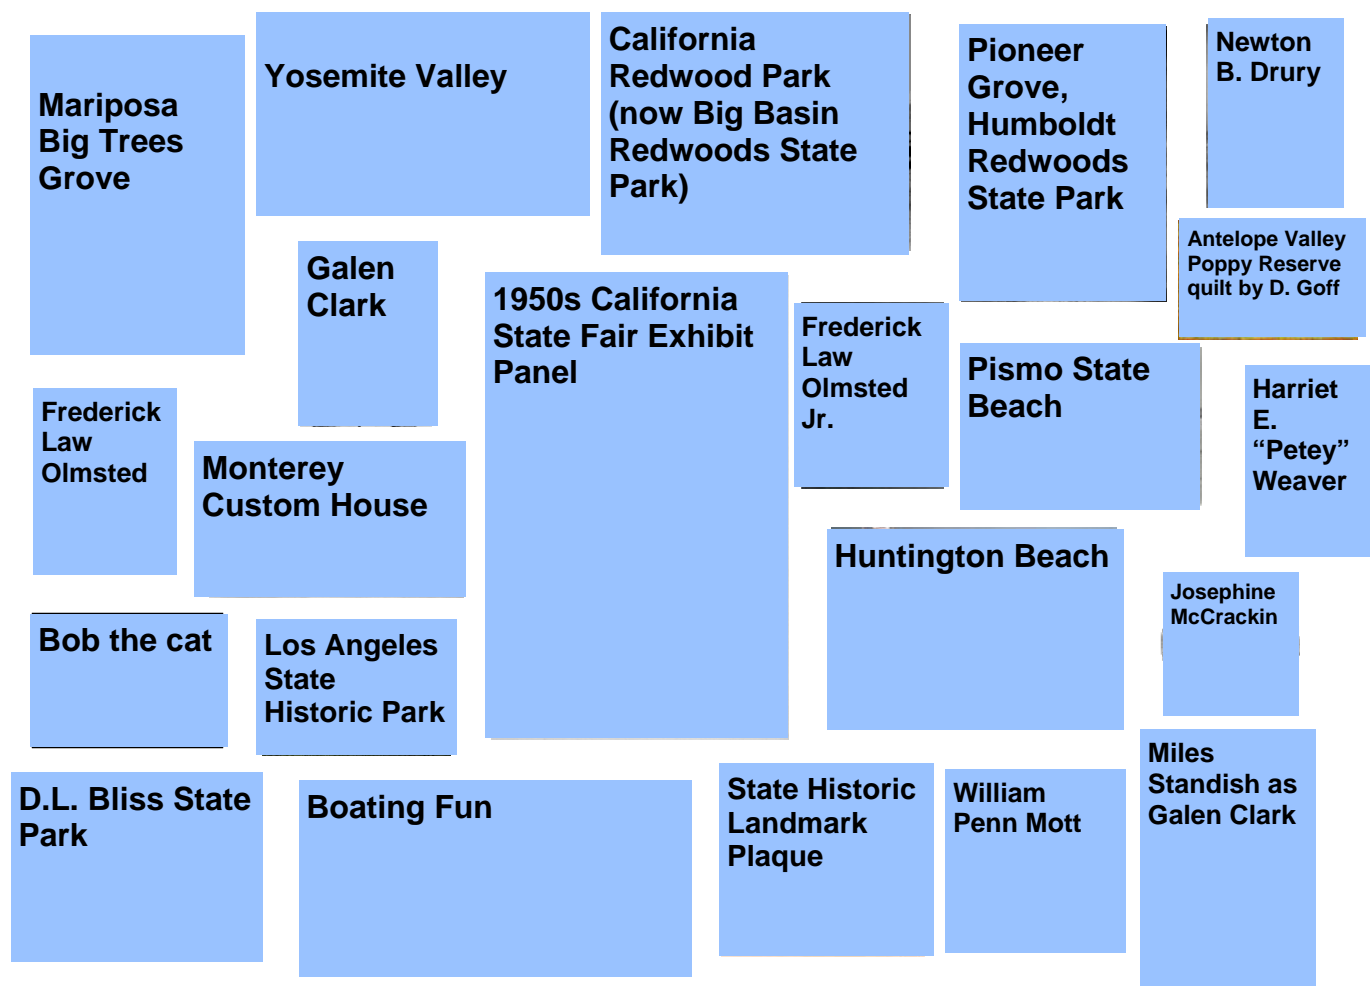 Mariposa
Big Trees
Grove
Yosemite Valley
California
Redwood Park
(now Big Basin
Redwoods State
Park)
Pioneer
Grove,
Humboldt
Redwoods
State Park
Newton
B. Drury
Antelope Valley
Poppy Reserve
quilt by D. Goff
Galen
Clark
1950s California
State Fair Exhibit
Panel
Frederick
Law
Olmsted
Jr.
Pismo State
Beach
Harriet
E.
“Petey”
Weaver
Frederick
Law
Olmsted
Monterey
Custom House
Huntington Beach
Josephine
McCrackin
Bob the cat
Los Angeles
State
Historic Park
D.L. Bliss State
Park
Boating Fun
State Historic
Landmark
Plaque
William
Penn Mott
Miles
Standish as
Galen Clark